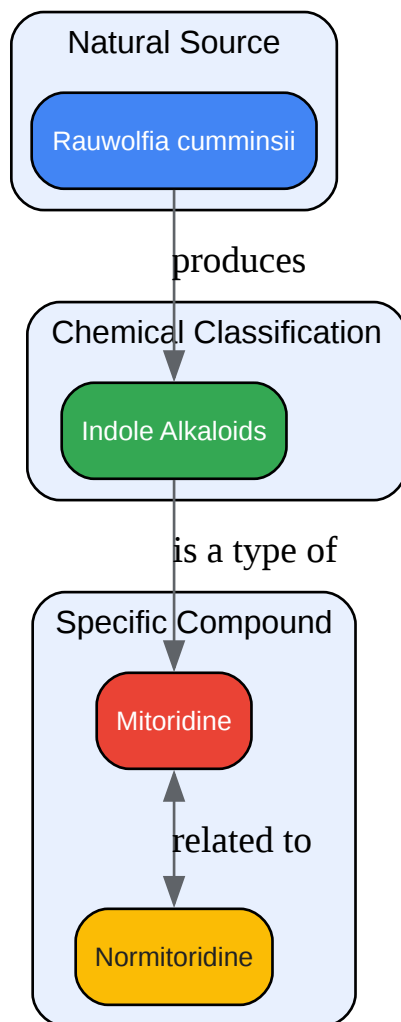 Natural Source
Rauwolfia cumminsii
produces
Chemical Classification
Indole Alkaloids
is a type of
Specific Compound
Mitoridine
related to
Normitoridine